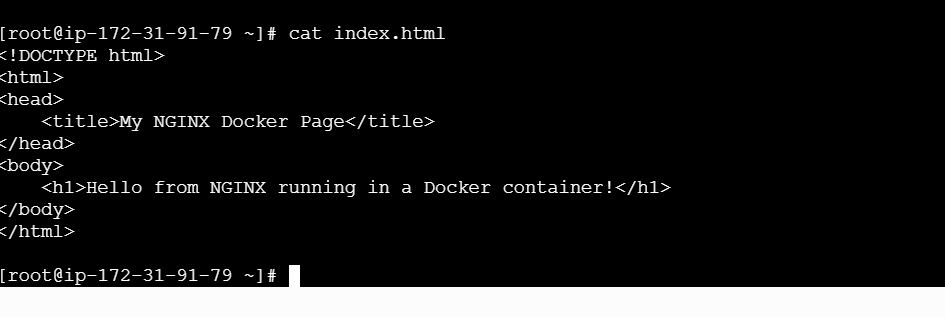 [root@ip-172-31-91-79 ~]# cat index.html
<!DOCTYPE html>
<html>
<head>
    <title>My NGINX Docker Page</title>
</head>
<body>
    <h1>Hello from NGINX running in a Docker container!</h1>
</body>
</html>

[root@ip-172-31-91-79 ~]#